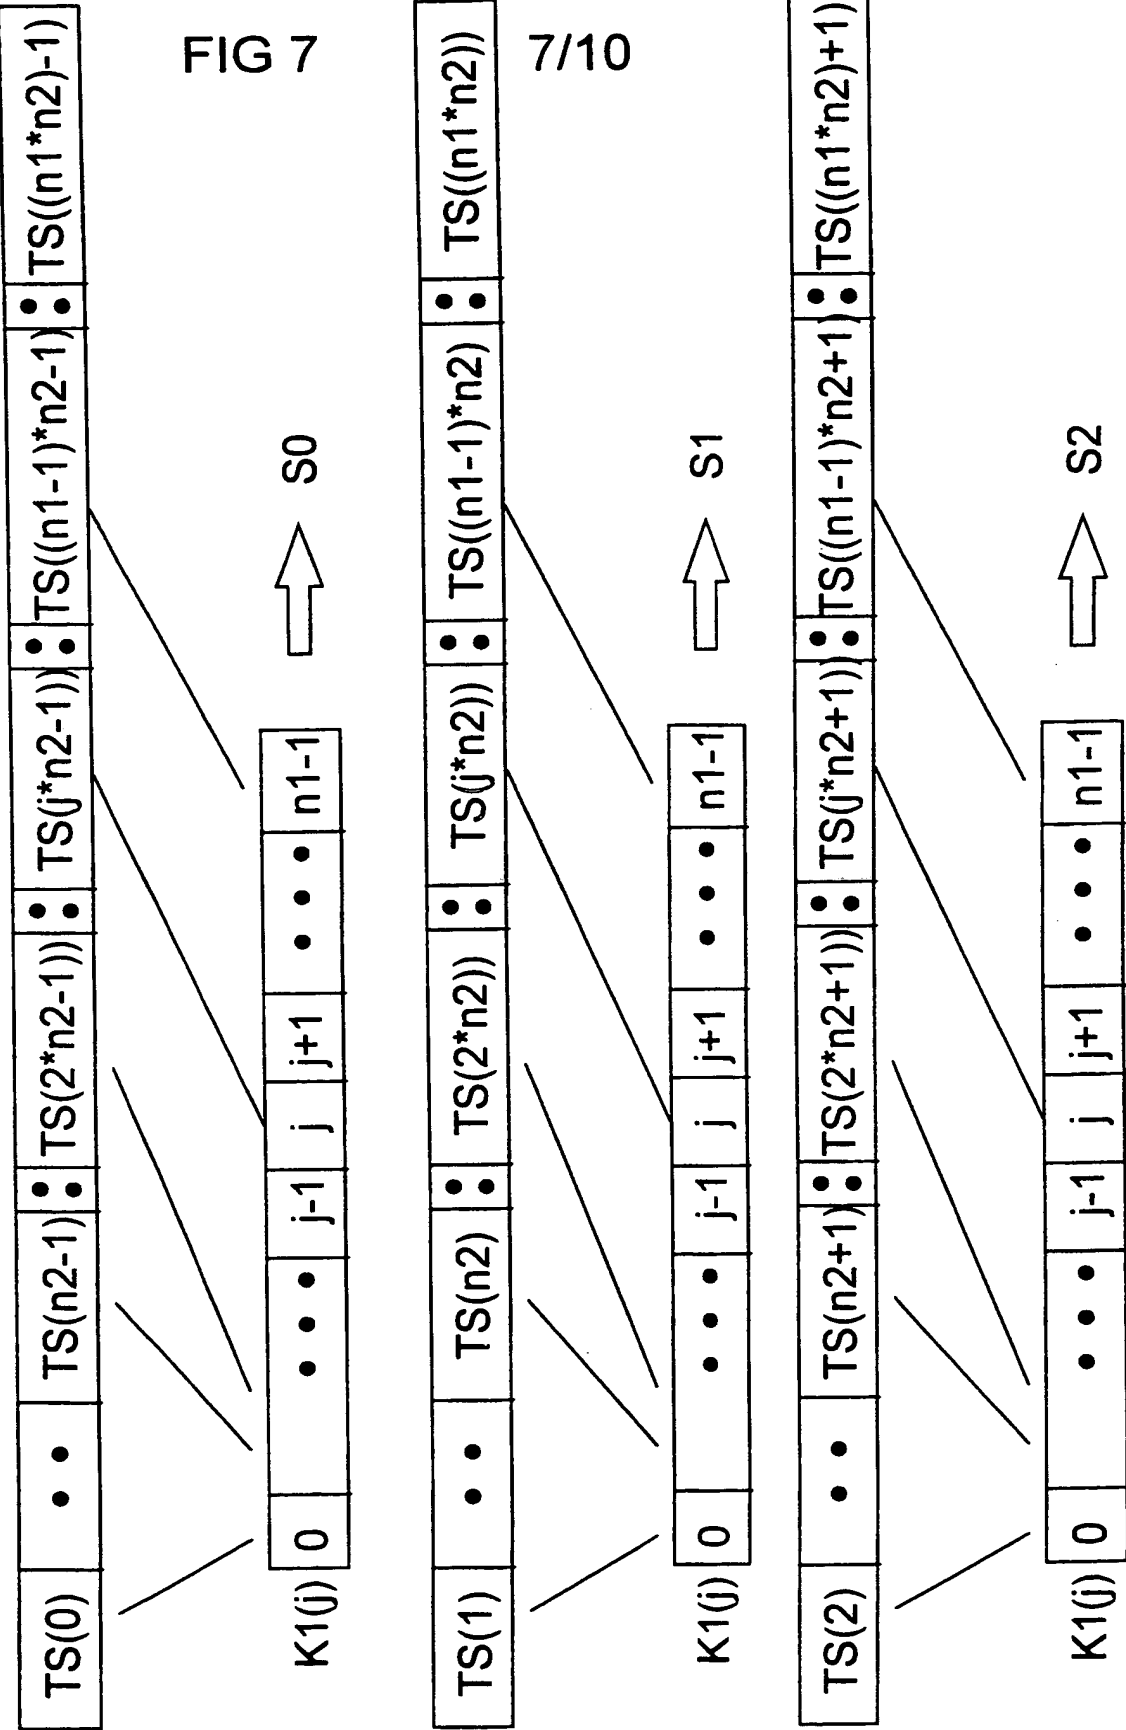 FIG 7
7/10
TS(0) • • TS(n2-1) • • TS(2*n2-1)) • • TS(j*n2-1)) • • TS((n1-1)*n2-1) • • TS((n1*n2)-1)
K1(j) 0 • • • j-1 j j+1 • • • n1-1 S0
TS(1) • • TS(n2) • • TS(2*n2)) • • TS(j*n2)) • • TS((n1-1)*n2) • • TS((n1*n2))
K1(j) 0 • • • j-1 j j+1 • • • n1-1 S1
TS(2) • • TS(n2+1) • • TS(2*n2+1)) • • TS(j*n2+1)) • • TS((n1-1)*n2+1) • • TS((n1*n2)+1)
K1(j) 0 • • • j-1 j j+1 • • • n1-1 S2